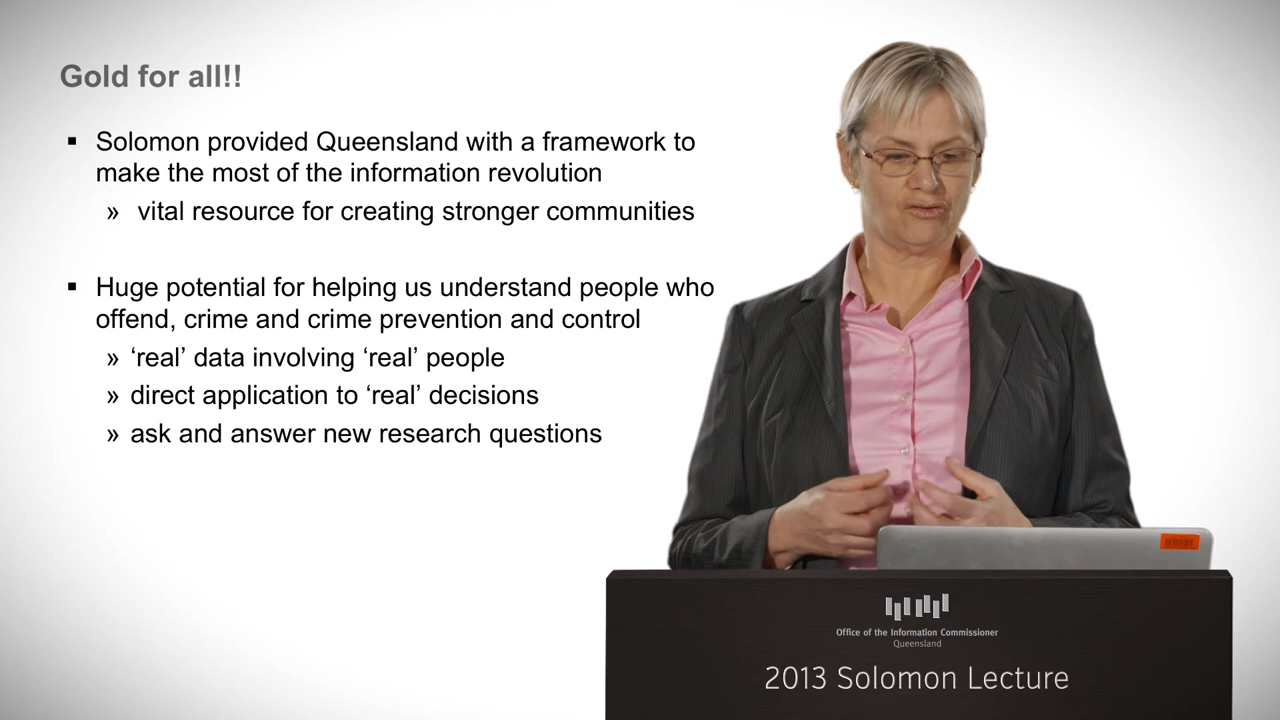 Gold for all!!
▪ Solomon provided Queensland with a framework to
make the most of the information revolution
» vital resource for creating stronger communities
▪ Huge potential for helping us understand people who
offend, crime and crime prevention and control
» ‘real’ data involving ‘real’ people
» direct application to ‘real’ decisions
» ask and answer new research questions
Office of the Information Commissioner
Queensland
2013 Solomon Lecture